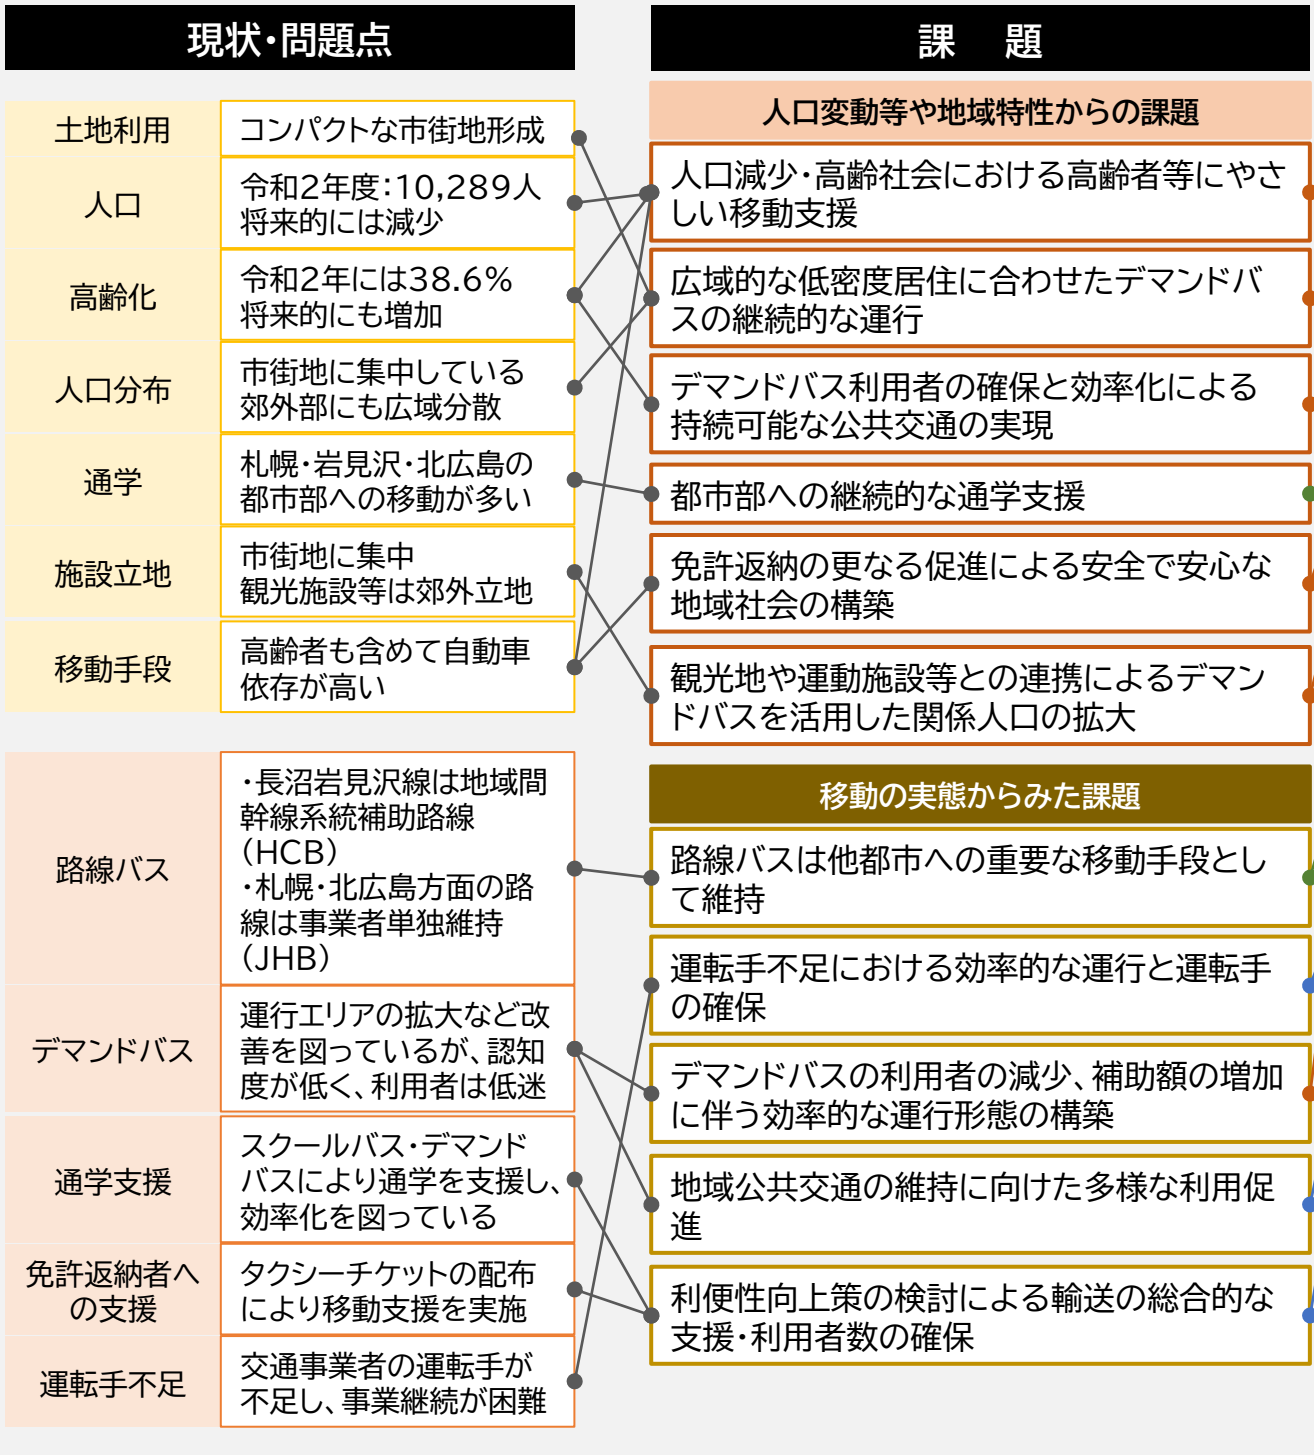 現状・問題点
土地利用
コンパクトな市街地形成
人口
令和2年度：10,289人
将来的には減少
高齢化
令和2年には38.6%
将来的にも増加
人口分布
市街地に集中している
郊外部にも広域分散
通学
札幌・岩見沢・北広島の
都市部への移動が多い
施設立地
市街地に集中
観光施設等は郊外立地
移動手段
高齢者も含めて自動車
依存が高い
路線バス
・長沼岩見沢線は地域間
幹線系統補助路線
（HCB）
・札幌・北広島方面の路
線は事業者単独維持
（JHB）
デマンドバス
運行エリアの拡大など改
善を図っているが、認知
度が低く、利用者は低迷
通学支援
スクールバス・デマンド
バスにより通学を支援し、
効率化を図っている
免許返納者へ
の支援
タクシーチケットの配布
により移動支援を実施
運転手不足
交通事業者の運転手が
不足し、事業継続が困難
課　題
人口変動等や地域特性からの課題
人口減少・高齢社会における高齢者等にやさ
しい移動支援
広域的な低密度居住に合わせたデマンドバ
スの継続的な運行
デマンドバス利用者の確保と効率化による
持続可能な公共交通の実現
都市部への継続的な通学支援
免許返納の更なる促進による安全で安心な
地域社会の構築
観光地や運動施設等との連携によるデマン
ドバスを活用した関係人口の拡大
移動の実態からみた課題
路線バスは他都市への重要な移動手段とし
て維持
運転手不足における効率的な運行と運転手
の確保
デマンドバスの利用者の減少、補助額の増加
に伴う効率的な運行形態の構築
地域公共交通の維持に向けた多様な利用促
進
利便性向上策の検討による輸送の総合的な
支援・利用者数の確保